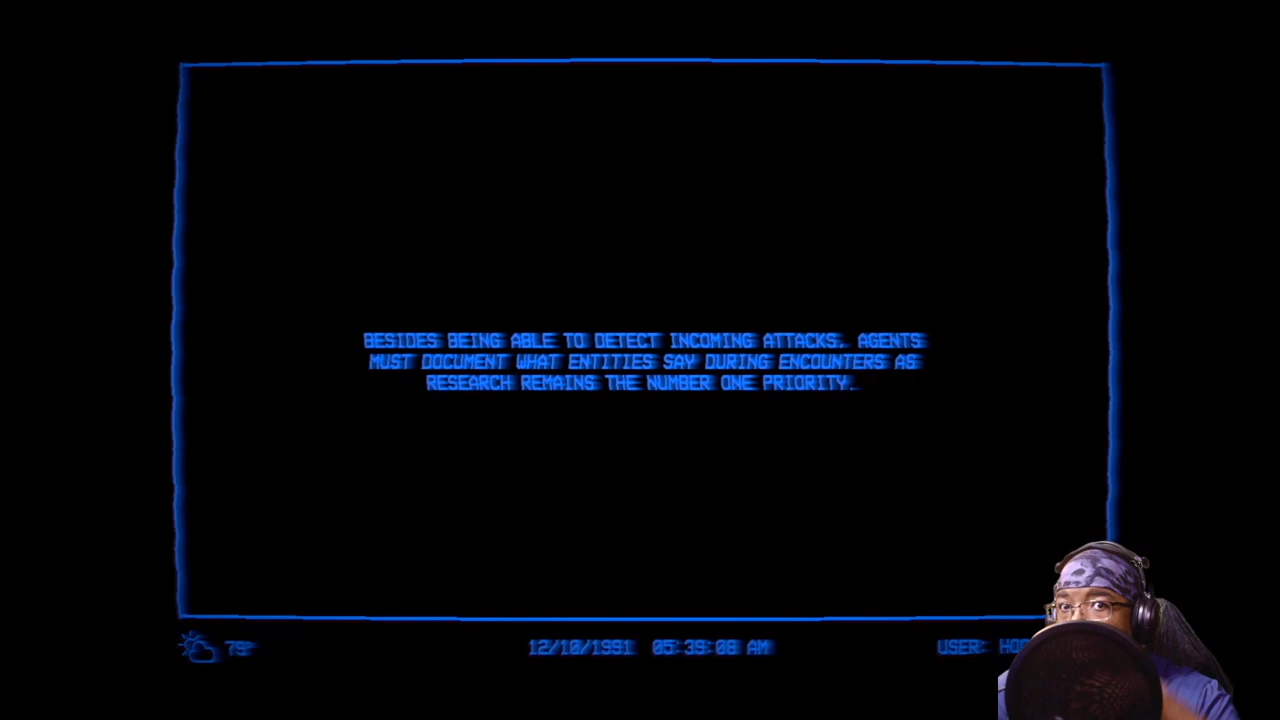 BESIDES BEING ABLE TO DETECT INCOMING ATTACKS, AGENTS
MUST DOCUMENT WHAT ENTITIES SAY DURING ENCOUNTERS AS
RESEARCH REMAINS THE NUMBER ONE PRIORITY.
79° 12/10/1991 05:39:08 AM USER: